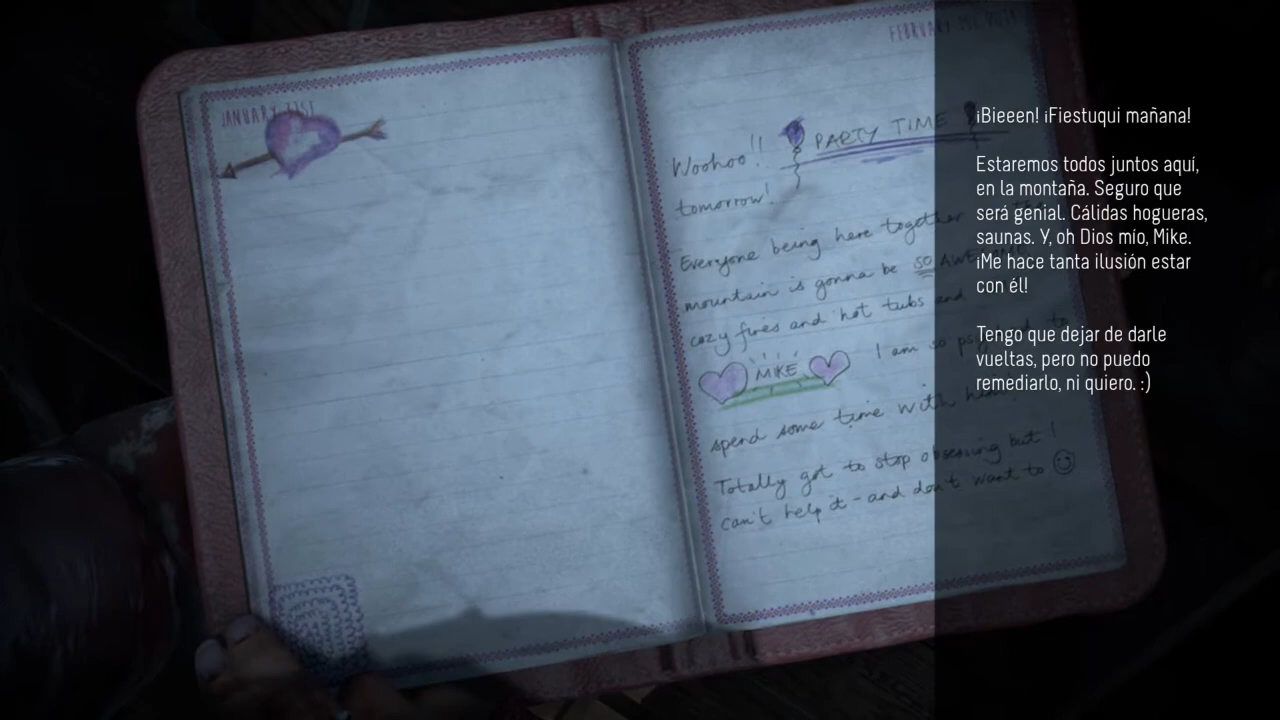 JANUARY 21ST
FEBRUARY 1ST
Woohoo!! PARTY TIME
tomorrow!
Everyone being here together
mountain is gonna be SO
cozy fires and hot tubs and
MIKE I am so to
spend some time with him!
Totally got to stop obsessing but I
can't help it - and don't want to ☺
¡Bieeen! ¡Fiestuqui mañana!
Estaremos todos juntos aquí,
en la montaña. Seguro que
será genial. Cálidas hogueras,
saunas. Y, oh Dios mío, Mike.
¡Me hace tanta ilusión estar
con él!
Tengo que dejar de darle
vueltas, pero no puedo
remediarlo, ni quiero. :)